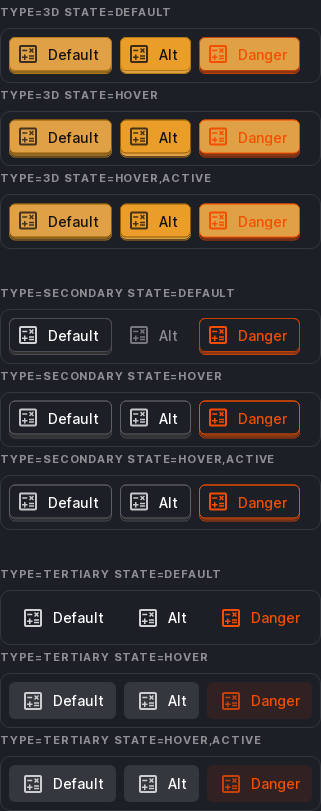 TYPE=3D STATE=DEFAULT
Default Alt Danger
TYPE=3D STATE=HOVER
Default Alt Danger
TYPE=3D STATE=HOVER,ACTIVE
Default Alt Danger
TYPE=SECONDARY STATE=DEFAULT
Default Alt Danger
TYPE=SECONDARY STATE=HOVER
Default Alt Danger
TYPE=SECONDARY STATE=HOVER,ACTIVE
Default Alt Danger
TYPE=TERTIARY STATE=DEFAULT
Default Alt Danger
TYPE=TERTIARY STATE=HOVER
Default Alt Danger
TYPE=TERTIARY STATE=HOVER,ACTIVE
Default Alt Danger